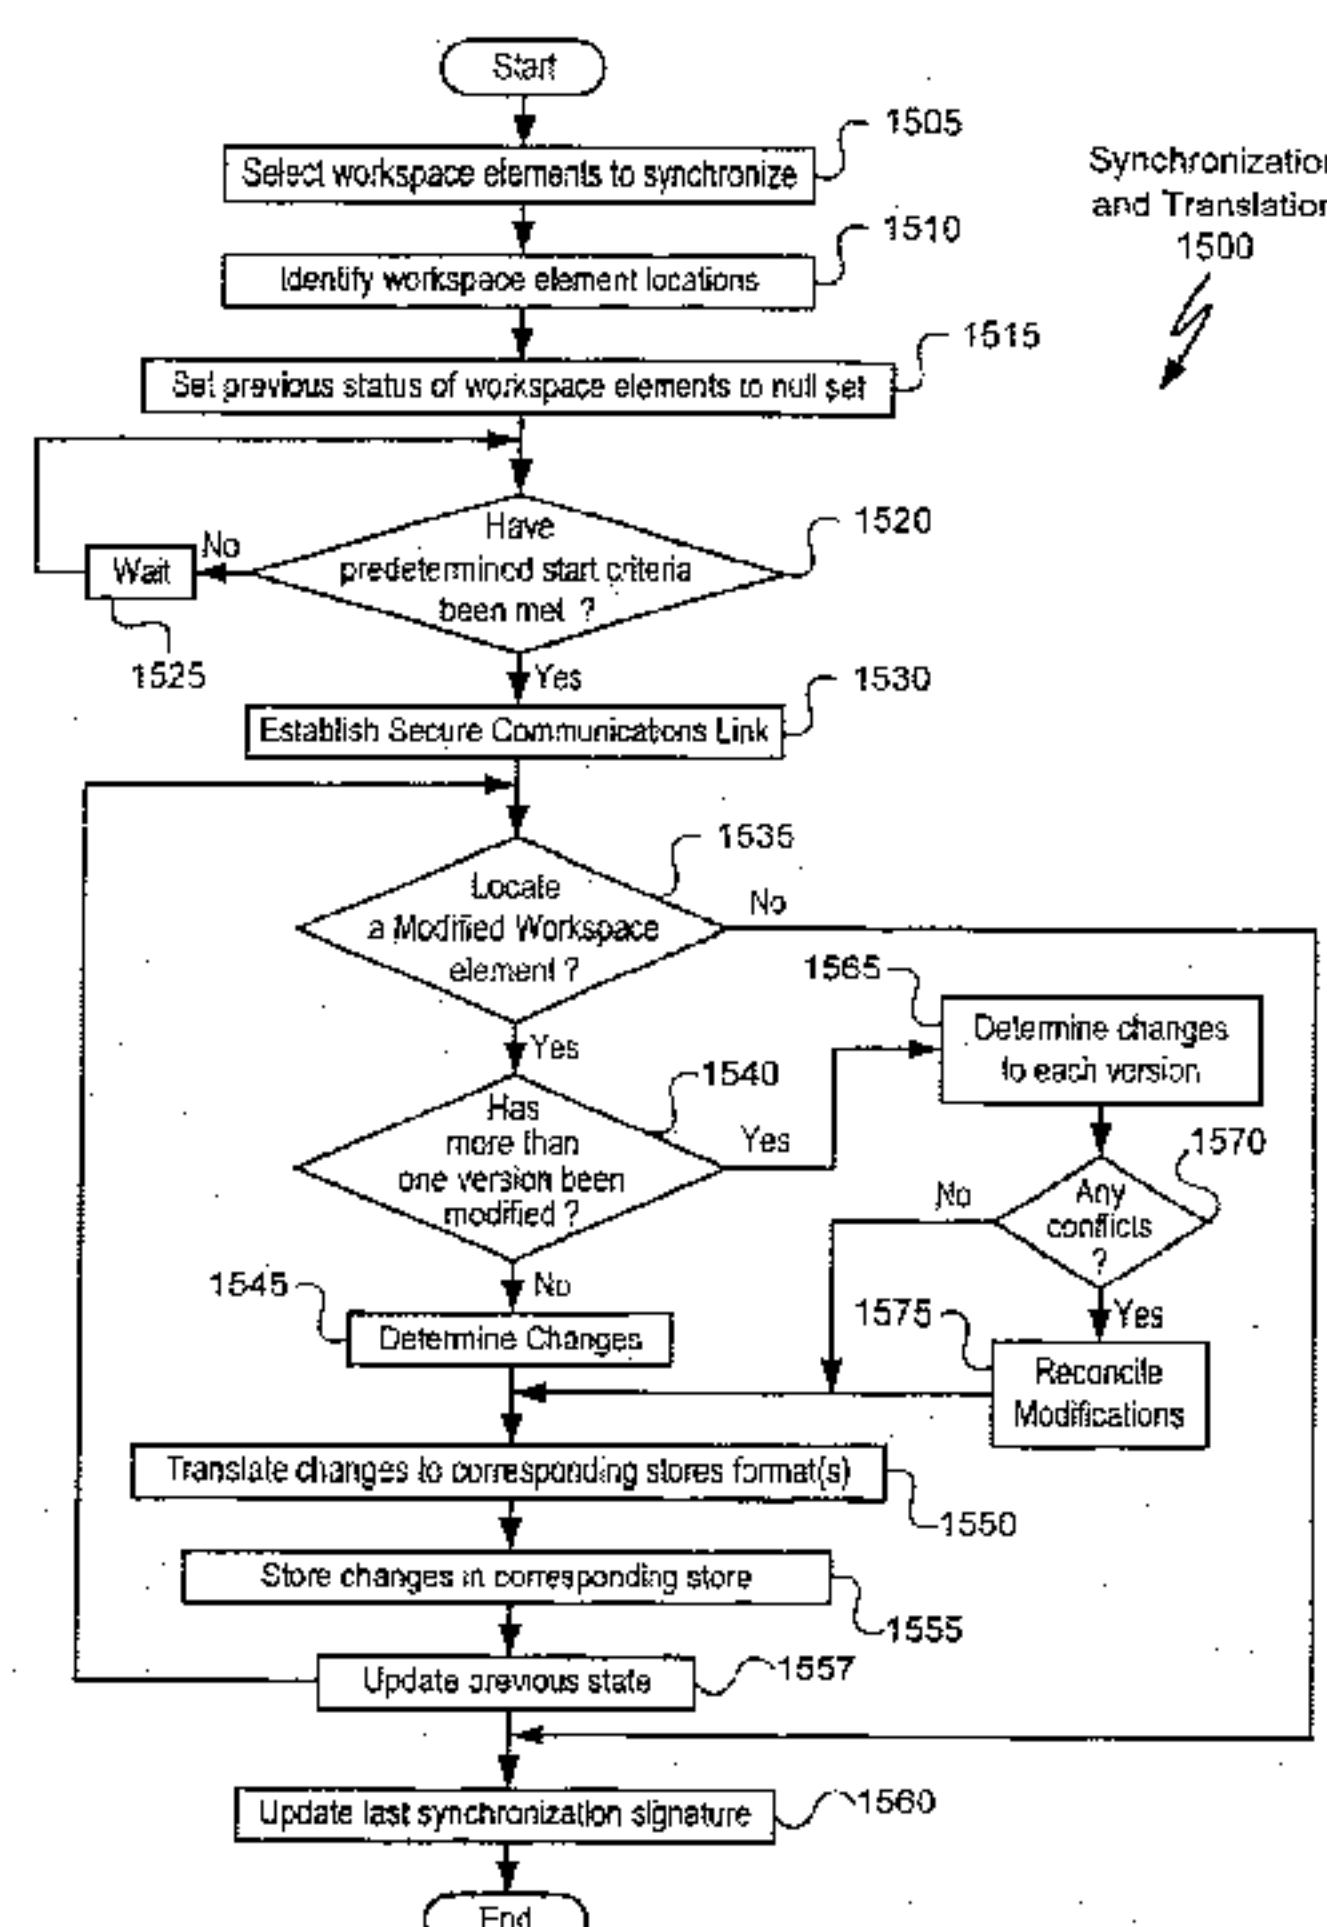 Start
1505
Select workspace elements to synchronize
Synchronization
and Translation
1500
1510
Identify workspace element locations
1515
Set previous status of workspace elements to null set
Have
predetermined start criteria
been met ?
1520
No
Wait
1525
Yes
1530
Establish Secure Communications Link
1535
Locate
a Modified Workspace
element ?
No
Yes
1565
Determine changes
to each version
1540
Has
more than
one version been
modified ?
Yes
1570
Any
conflicts
?
No
Yes
No
1545
Determine Changes
1575
Reconcile
Modifications
Translate changes to corresponding stores format(s)
1550
Store changes in corresponding store
1555
Update previous state
1557
Update last synchronization signature
1560
End